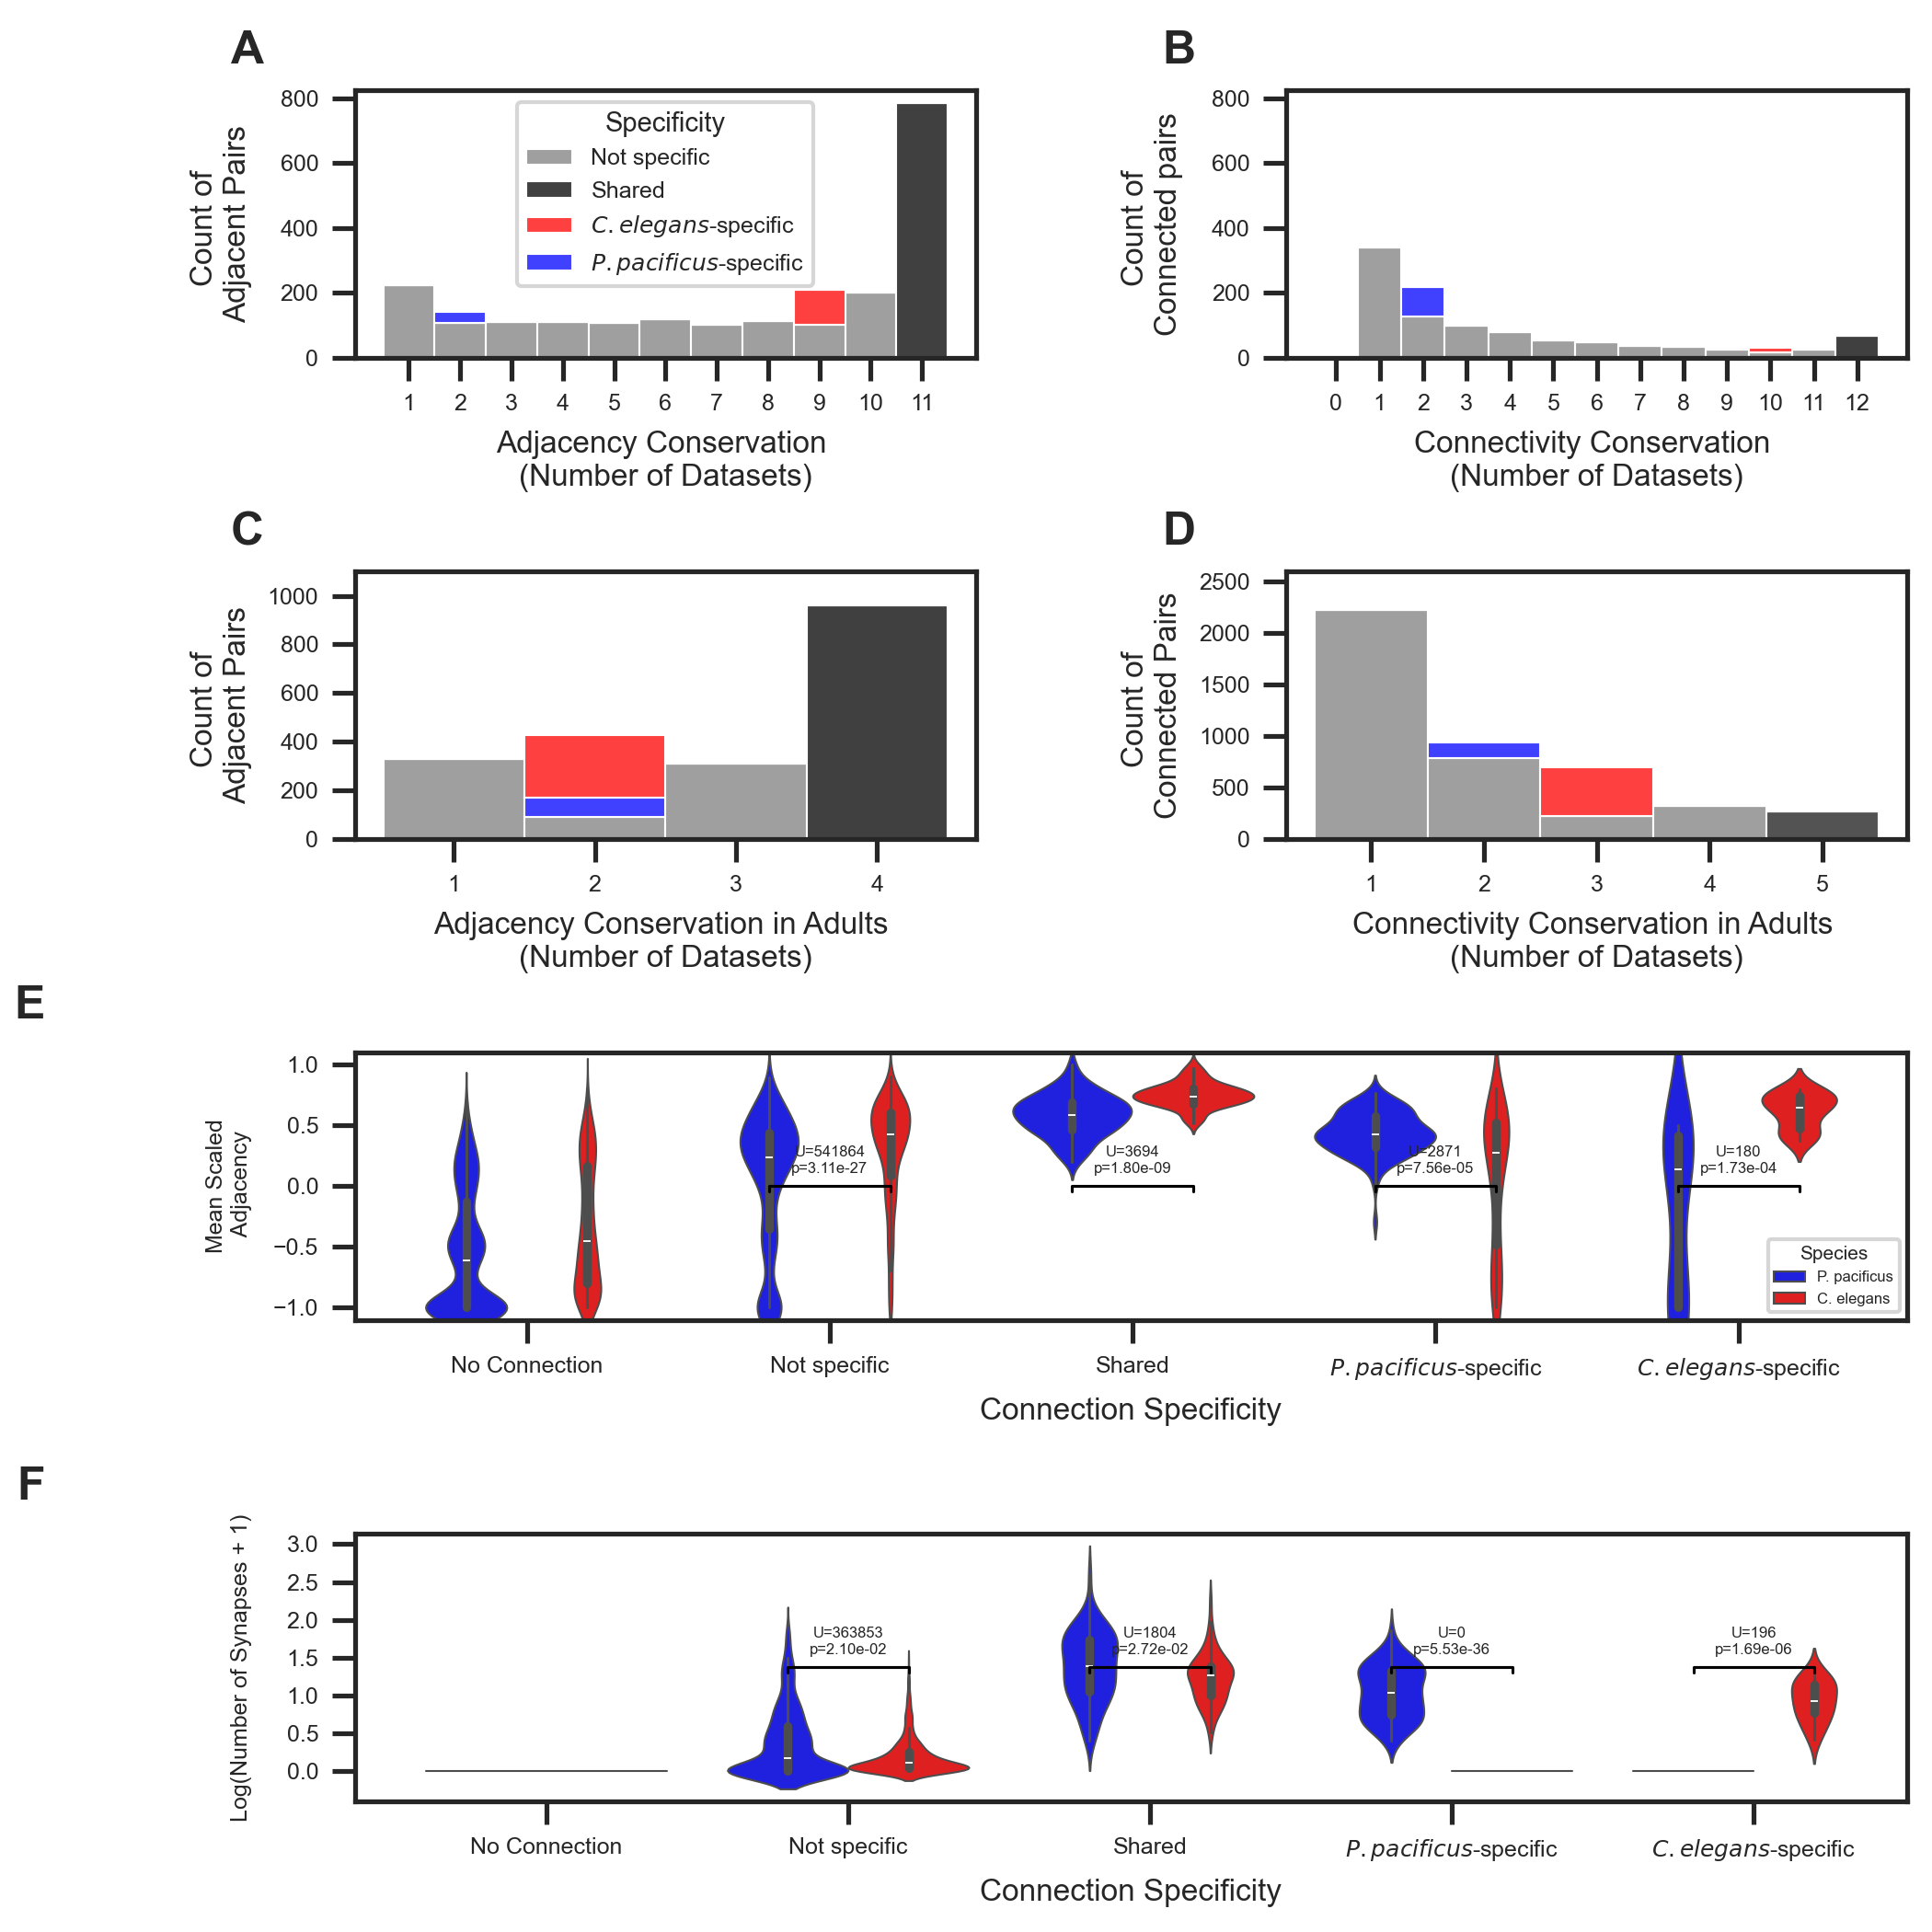 A
800
600
400
200
0
Count of
Adjacent Pairs
Specificity
Not specific
Shared
C. elegans-specific
P. pacificus-specific
1 2 3 4 5 6 7 8 9 10 11
Adjacency Conservation
(Number of Datasets)
B
800
600
400
200
0
Count of
Connected pairs
0 1 2 3 4 5 6 7 8 9 10 11 12
Connectivity Conservation
(Number of Datasets)
C
1000
800
600
400
200
0
Count of
Adjacent Pairs
1 2 3 4
Adjacency Conservation in Adults
(Number of Datasets)
D
2500
2000
1500
1000
500
0
Count of
Connected Pairs
1 2 3 4 5
Connectivity Conservation in Adults
(Number of Datasets)
E
1.0
0.5
0.0
−0.5
−1.0
Mean Scaled
Adjacency
U=541864
p=3.11e-27
U=3694
p=1.80e-09
U=2871
p=7.56e-05
U=180
p=1.73e-04
Species
P. pacificus
C. elegans
No Connection
Not specific
Shared
P. pacificus-specific
C. elegans-specific
Connection Specificity
F
3.0
2.5
2.0
1.5
1.0
0.5
0.0
Log(Number of Synapses + 1)
U=363853
p=2.10e-02
U=1804
p=2.72e-02
U=0
p=5.53e-36
U=196
p=1.69e-06
No Connection
Not specific
Shared
P. pacificus-specific
C. elegans-specific
Connection Specificity